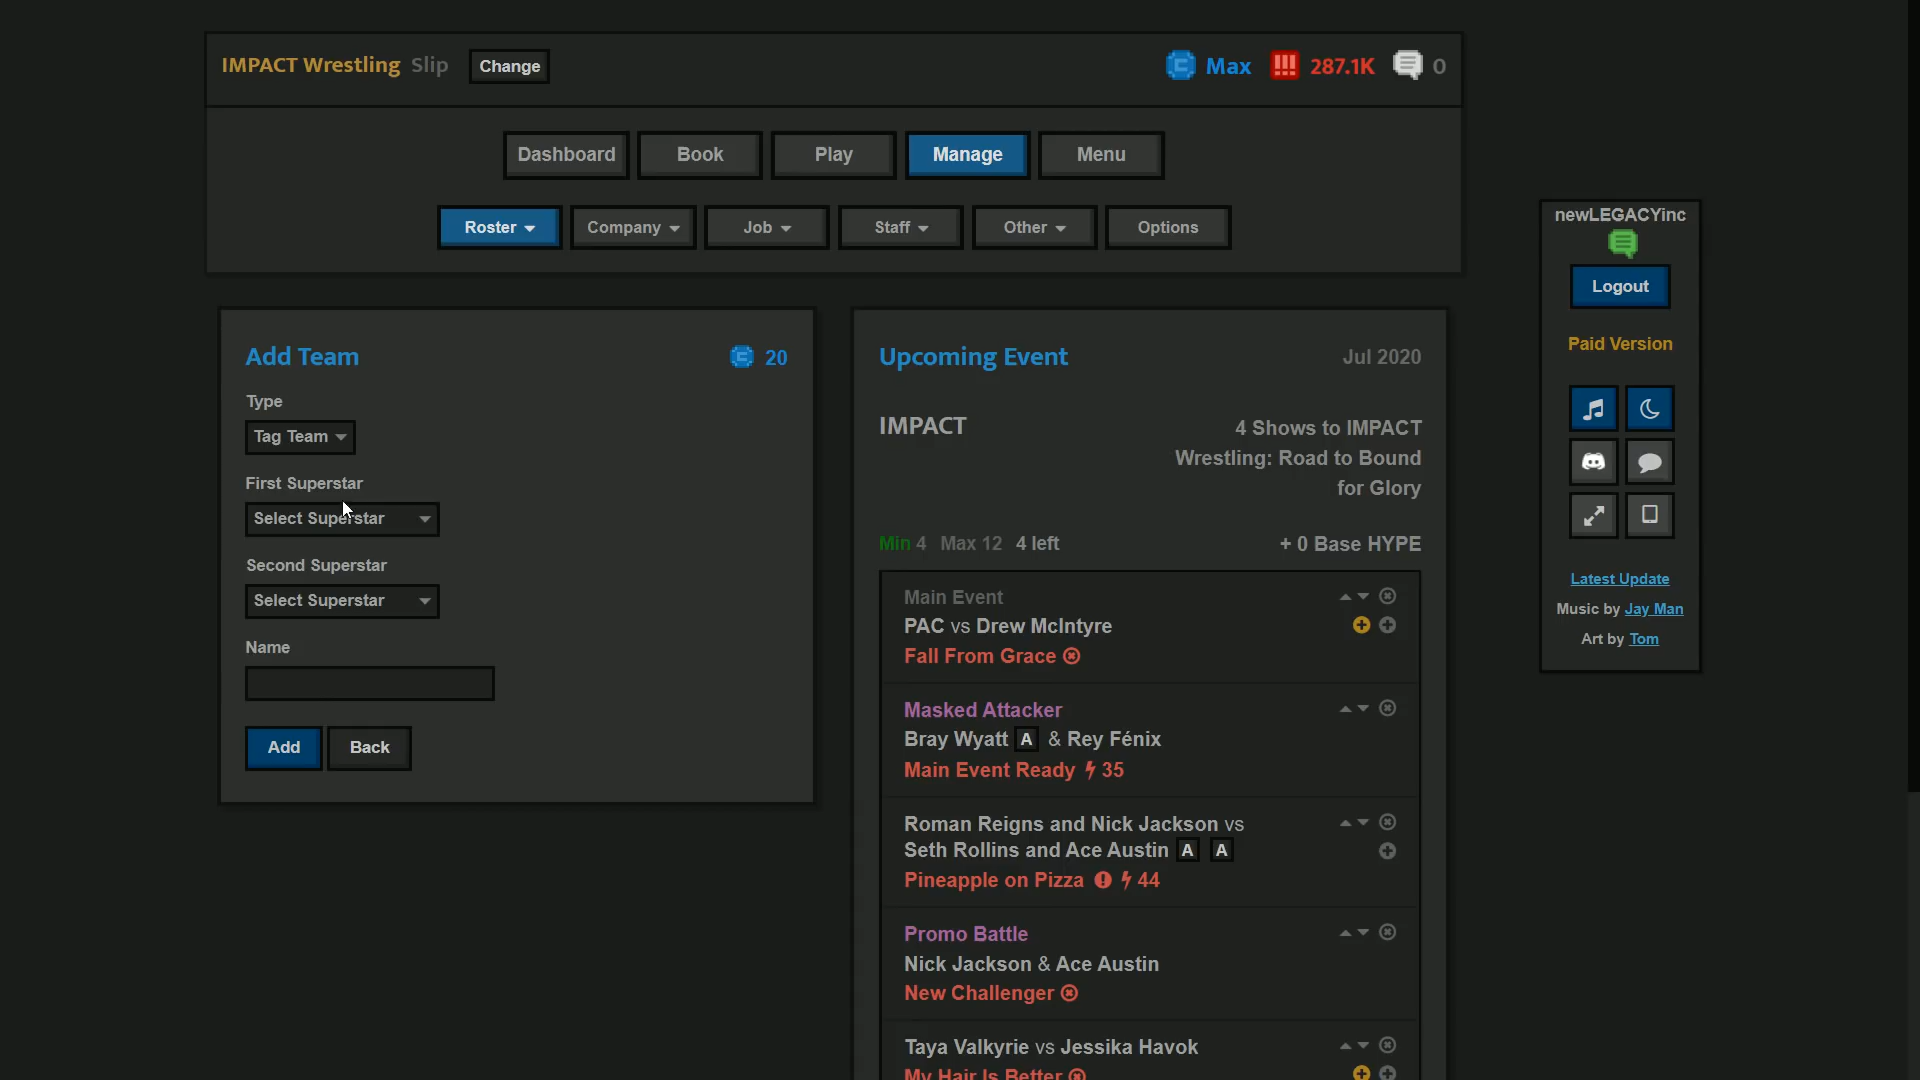 IMPACT Wrestling Slip Change Max 287.1K 0
Dashboard Book Play Manage Menu
Roster Company Job Staff Other Options
Add Team 20
Type
Tag Team
First Superstar
Select Superstar
Second Superstar
Select Superstar
Name
Add Back
Upcoming Event Jul 2020
IMPACT
4 Shows to IMPACT
Wrestling: Road to Bound
for Glory
Min 4 Max 12 4 left + 0 Base HYPE
Main Event
PAC vs Drew McIntyre
Fall From Grace
Masked Attacker
Bray Wyatt A & Rey Fénix
Main Event Ready 35
Roman Reigns and Nick Jackson vs
Seth Rollins and Ace Austin A A
Pineapple on Pizza 44
Promo Battle
Nick Jackson & Ace Austin
New Challenger
Taya Valkyrie vs Jessika Havok
My Hair Is Better
newLEGACYinc
Logout
Paid Version
Latest Update
Music by Jay Man
Art by Tom